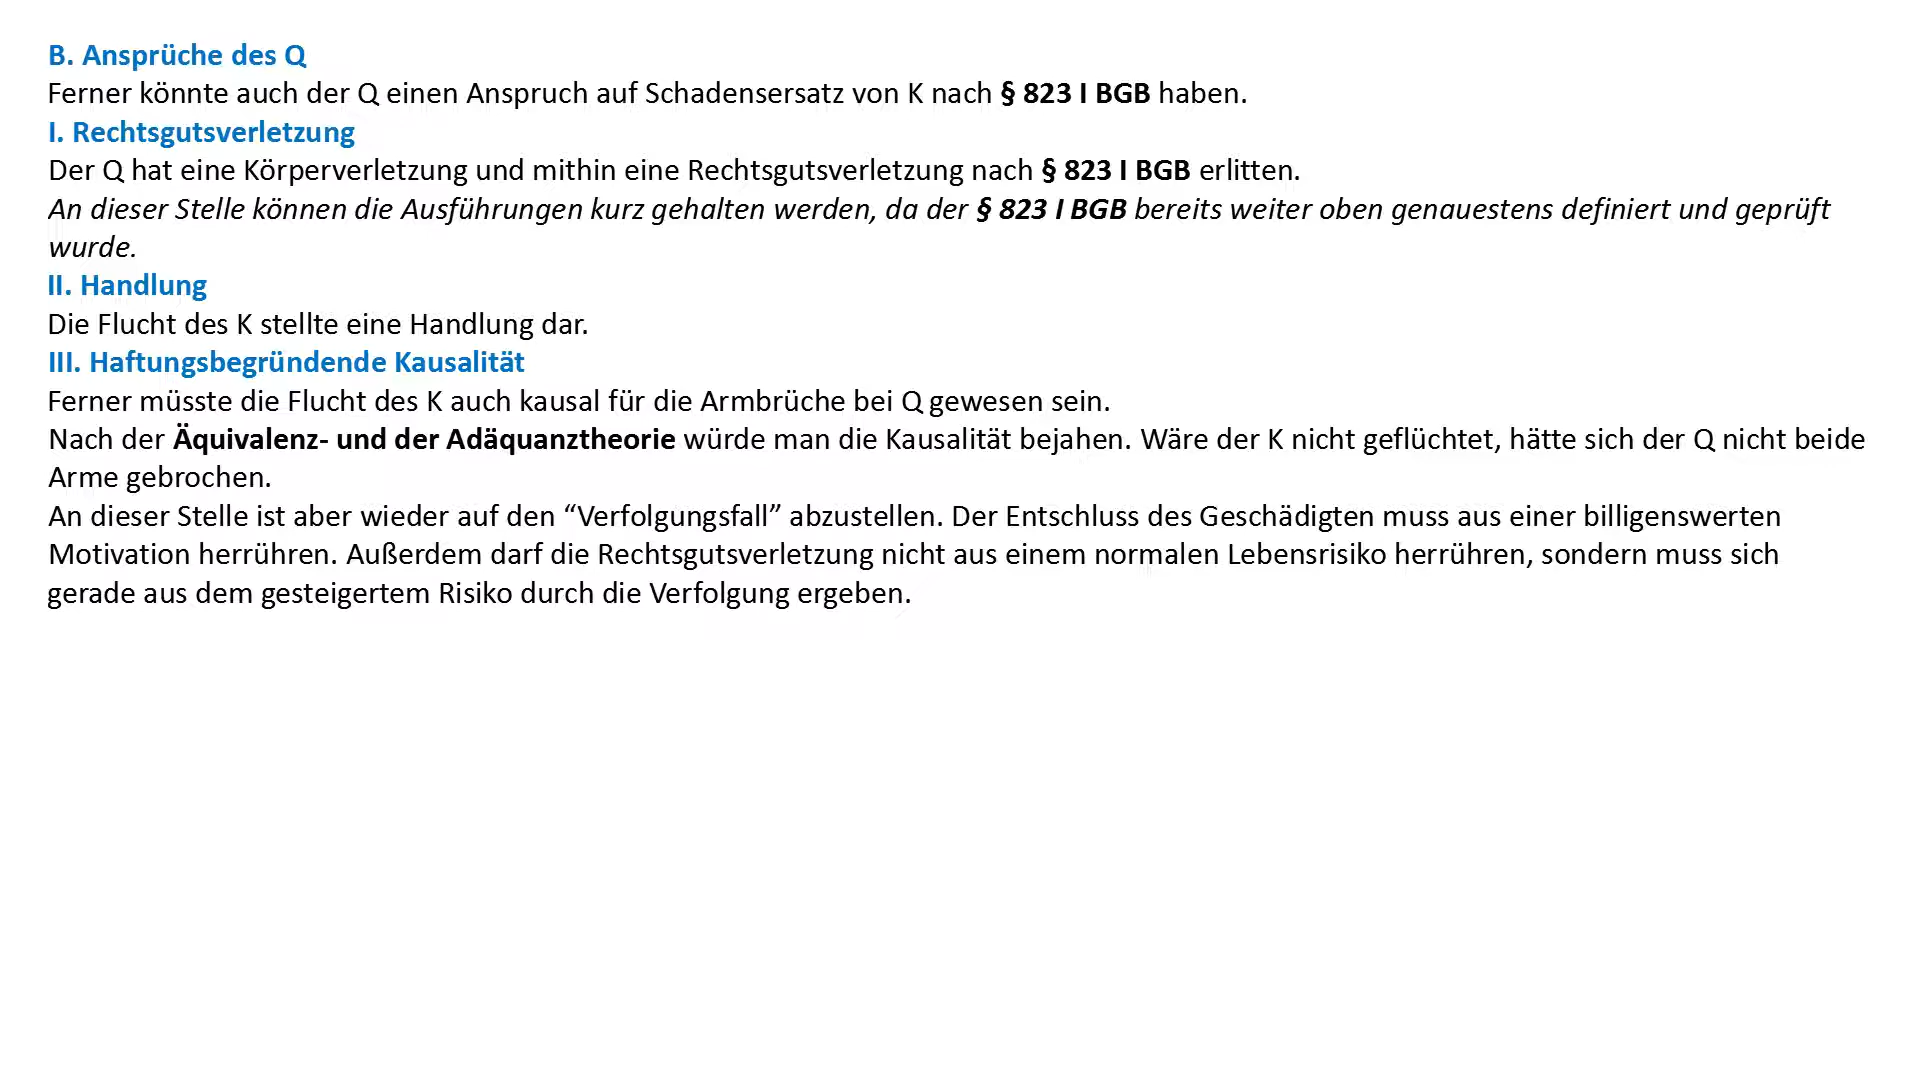 B. Ansprüche des Q
Ferner könnte auch der Q einen Anspruch auf Schadensersatz von K nach § 823 I BGB haben.
I. Rechtsgutsverletzung
Der Q hat eine Körperverletzung und mithin eine Rechtsgutsverletzung nach § 823 I BGB erlitten.
An dieser Stelle können die Ausführungen kurz gehalten werden, da der § 823 I BGB bereits weiter oben genauestens definiert und geprüft
wurde.
II. Handlung
Die Flucht des K stellte eine Handlung dar.
III. Haftungsbegründende Kausalität
Ferner müsste die Flucht des K auch kausal für die Armbrüche bei Q gewesen sein.
Nach der Äquivalenz- und der Adäquanztheorie würde man die Kausalität bejahen. Wäre der K nicht geflüchtet, hätte sich der Q nicht beide
Arme gebrochen.
An dieser Stelle ist aber wieder auf den “Verfolgungsfall” abzustellen. Der Entschluss des Geschädigten muss aus einer billigenswerten
Motivation herrühren. Außerdem darf die Rechtsgutsverletzung nicht aus einem normalen Lebensrisiko herrühren, sondern muss sich
gerade aus dem gesteigertem Risiko durch die Verfolgung ergeben.